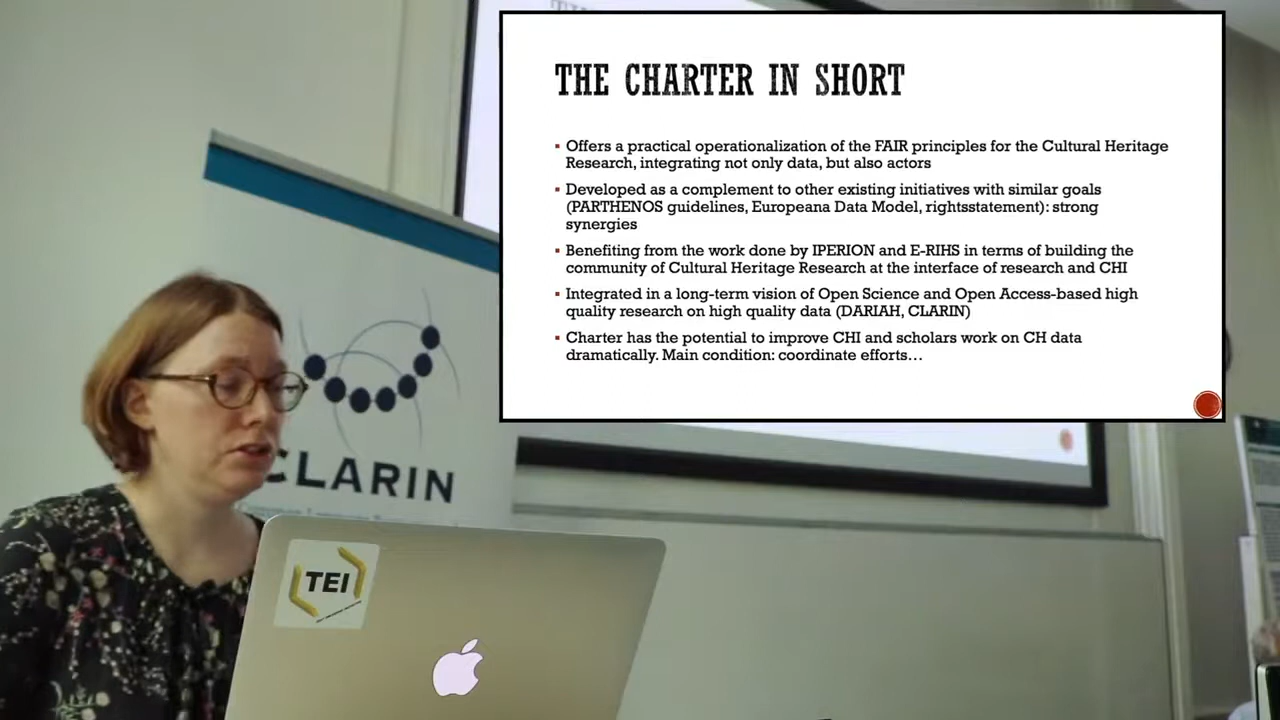 THE CHARTER IN SHORT
Offers a practical operationalization of the FAIR principles for the Cultural Heritage
Research, integrating not only data, but also actors
Developed as a complement to other existing initiatives with similar goals
(PARTHENOS guidelines, Europeana Data Model, rightsstatement): strong
synergies
Benefiting from the work done by IPERION and E-RIHS in terms of building the
community of Cultural Heritage Research at the interface of research and CHI
Integrated in a long-term vision of Open Science and Open Access-based high
quality research on high quality data (DARIAH, CLARIN)
Charter has the potential to improve CHI and scholars work on CH data
dramatically. Main condition: coordinate efforts…
CLARIN
TEI